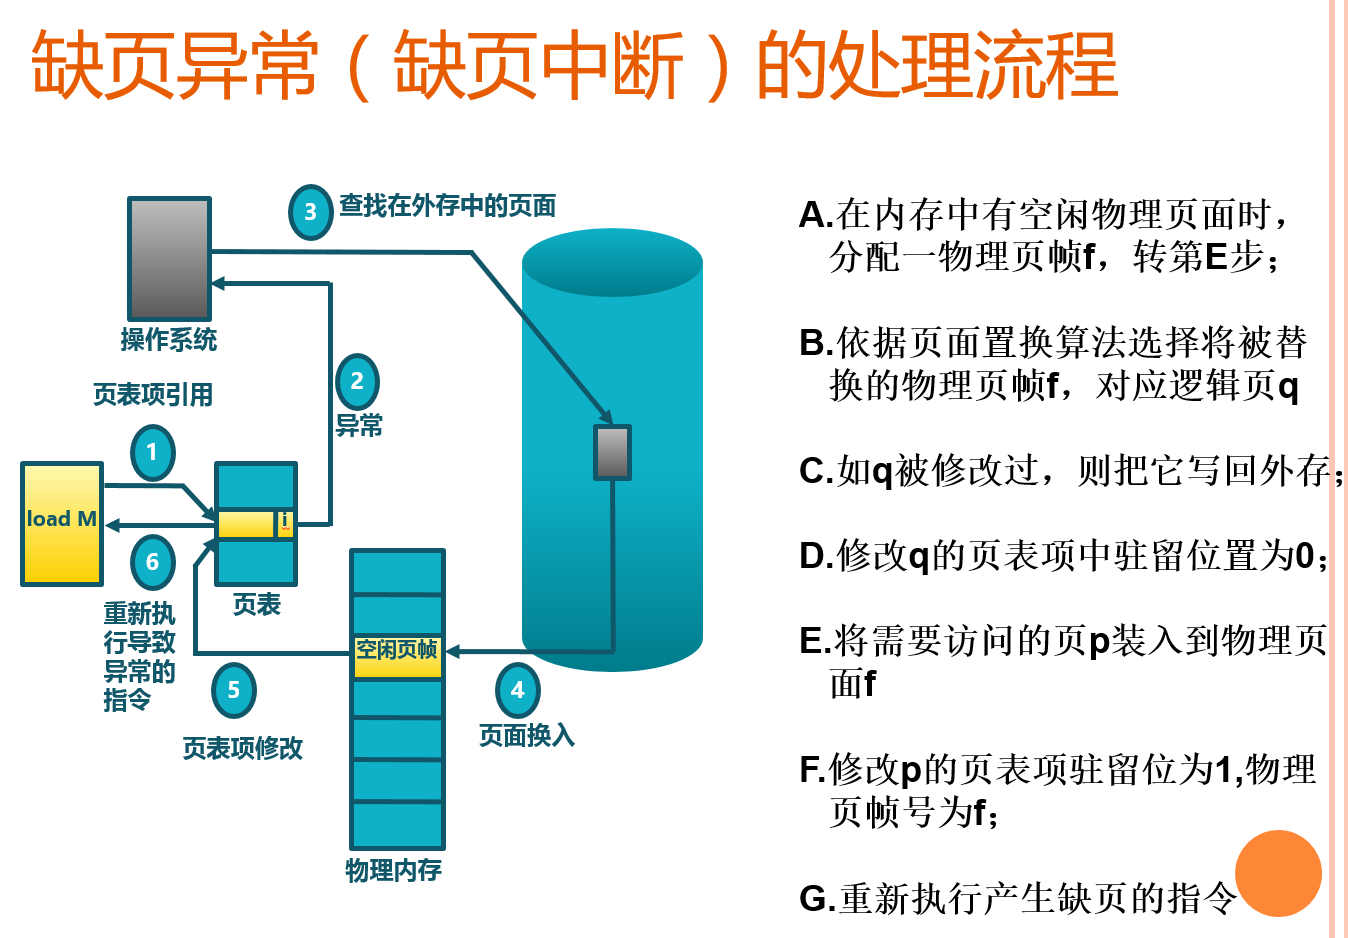 缺页异常（缺页中断）的处理流程
3
查找在外存中的页面
操作系统
页表项引用
2
异常
1
load M
i
6
页表
重新执
行导致
异常的
指令
空闲页帧
5
4
页表项修改
页面换入
物理内存
A.在内存中有空闲物理页面时，
分配一物理页帧f，转第E步；
B.依据页面置换算法选择将被替
换的物理页帧f，对应逻辑页q
C.如q被修改过，则把它写回外存；
D.修改q的页表项中驻留位置为0；
E.将需要访问的页p装入到物理页
面f
F.修改p的页表项驻留位为1,物理
页帧号为f；
G.重新执行产生缺页的指令